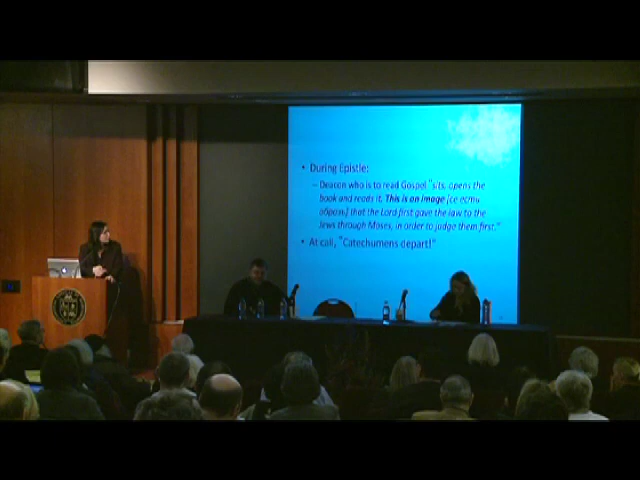 • During Epistle:
– Deacon who is to read Gospel "sits, opens the
book and reads it. This is an image [се есть
образъ] that the Lord first gave the law to the
Jews through Moses, in order to judge them first."
• At call, "Catechumens depart!"